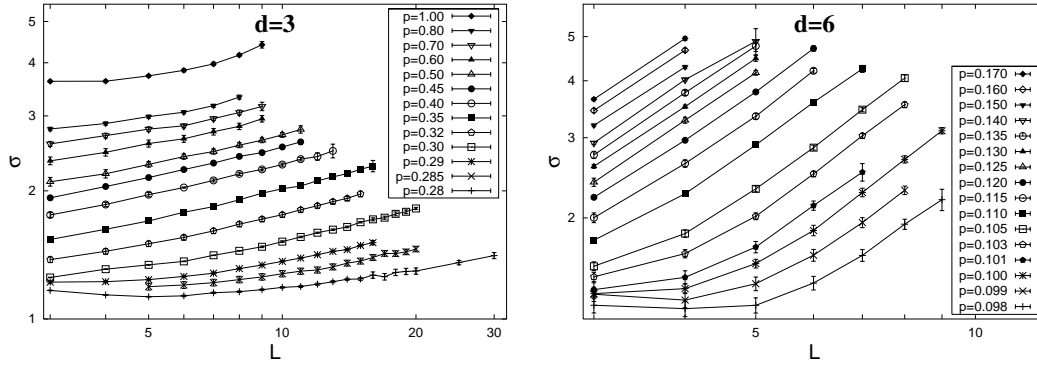 d=3
5
4
3
2
1
σ
5
10
20
30
L
p=1.00
p=0.80
p=0.70
p=0.60
p=0.50
p=0.45
p=0.40
p=0.35
p=0.32
p=0.30
p=0.29
p=0.285
p=0.28
d=6
5
4
3
2
σ
5
10
L
p=0.170
p=0.160
p=0.150
p=0.140
p=0.135
p=0.130
p=0.125
p=0.120
p=0.115
p=0.110
p=0.105
p=0.103
p=0.101
p=0.100
p=0.099
p=0.098